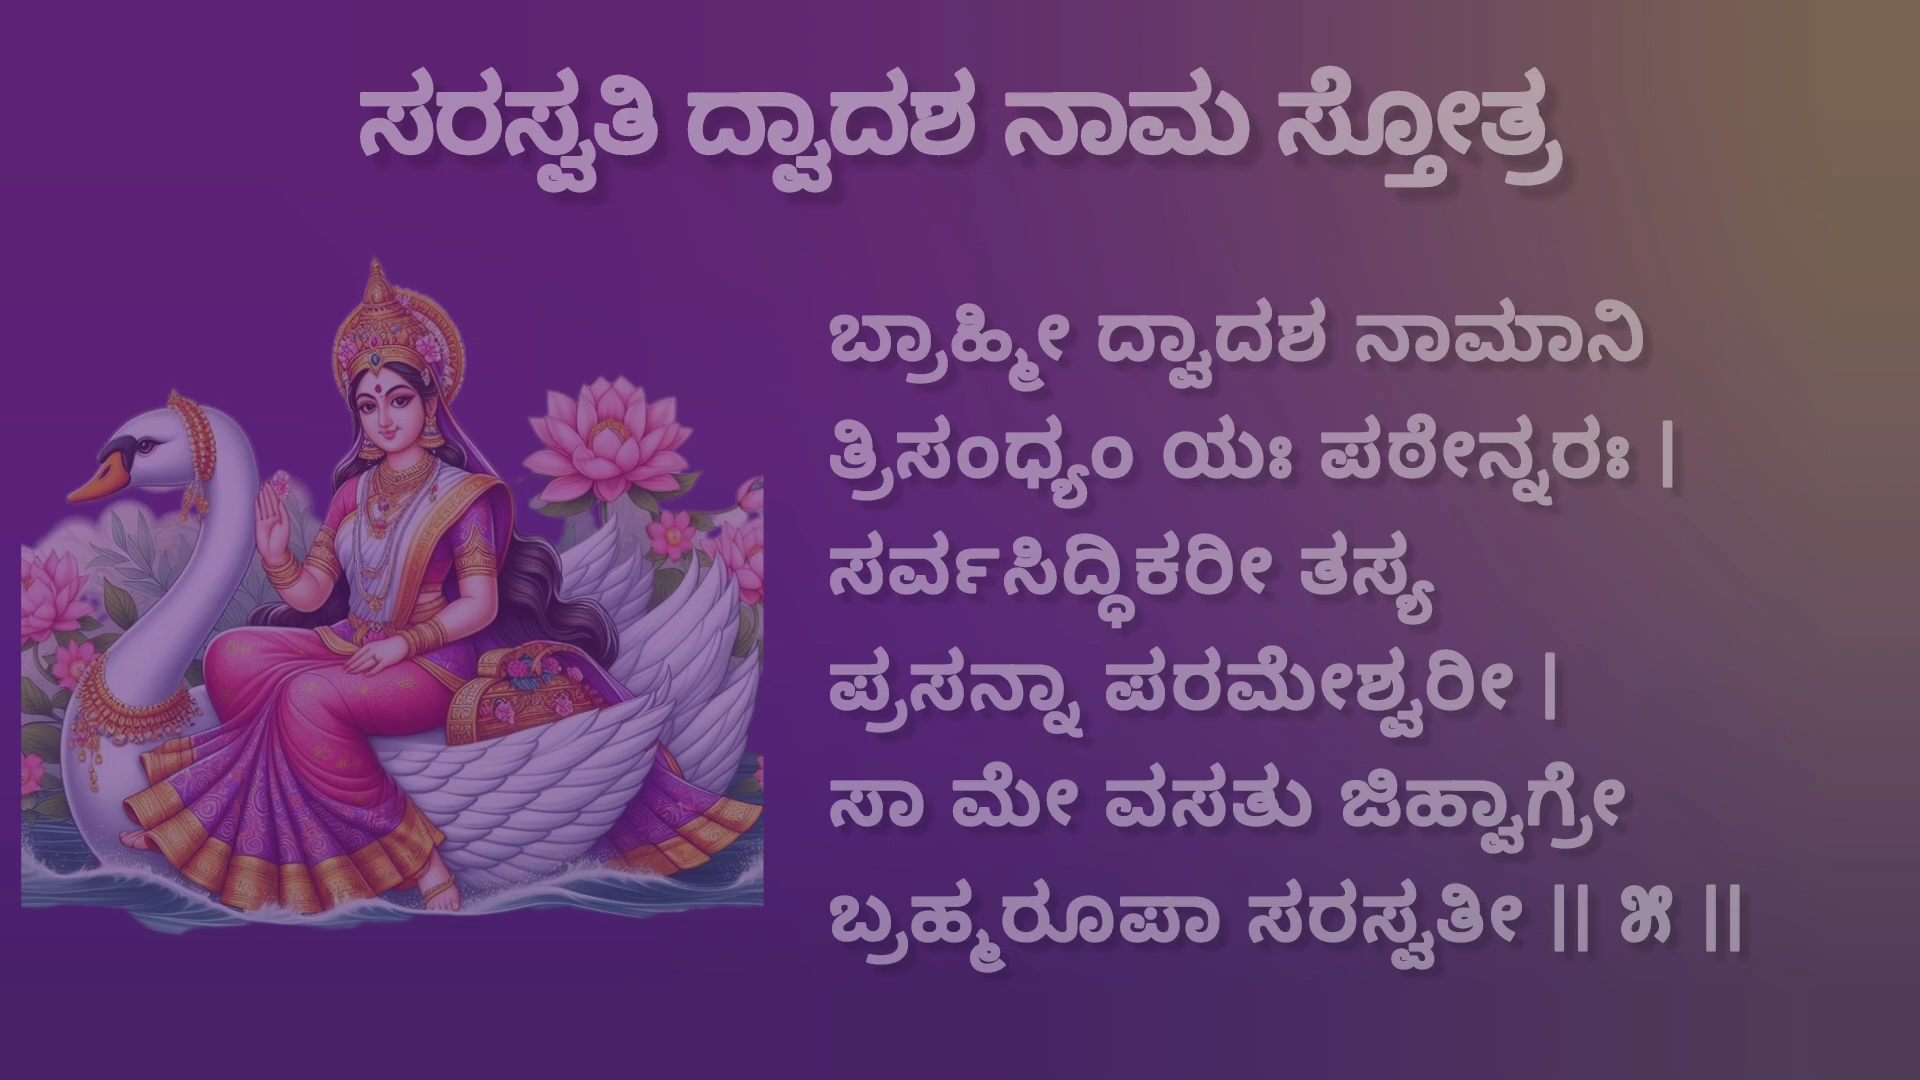 ಸರಸ್ವತಿ ದ್ವಾದಶ ನಾಮ ಸ್ತೋತ್ರ
ಬ್ರಾಹ್ಮೀ ದ್ವಾದಶ ನಾಮಾನಿ
ತ್ರಿಸಂಧ್ಯಂ ಯಃ ಪಠೇನ್ನರಃ |
ಸರ್ವಸಿದ್ಧಿಕರೀ ತಸ್ಯ
ಪ್ರಸನ್ನಾ ಪರಮೇಶ್ವರೀ |
ಸಾ ಮೇ ವಸತು ಜಿಹ್ವಾಗ್ರೇ
ಬ್ರಹ್ಮರೂಪಾ ಸರಸ್ವತೀ || ೫ ||